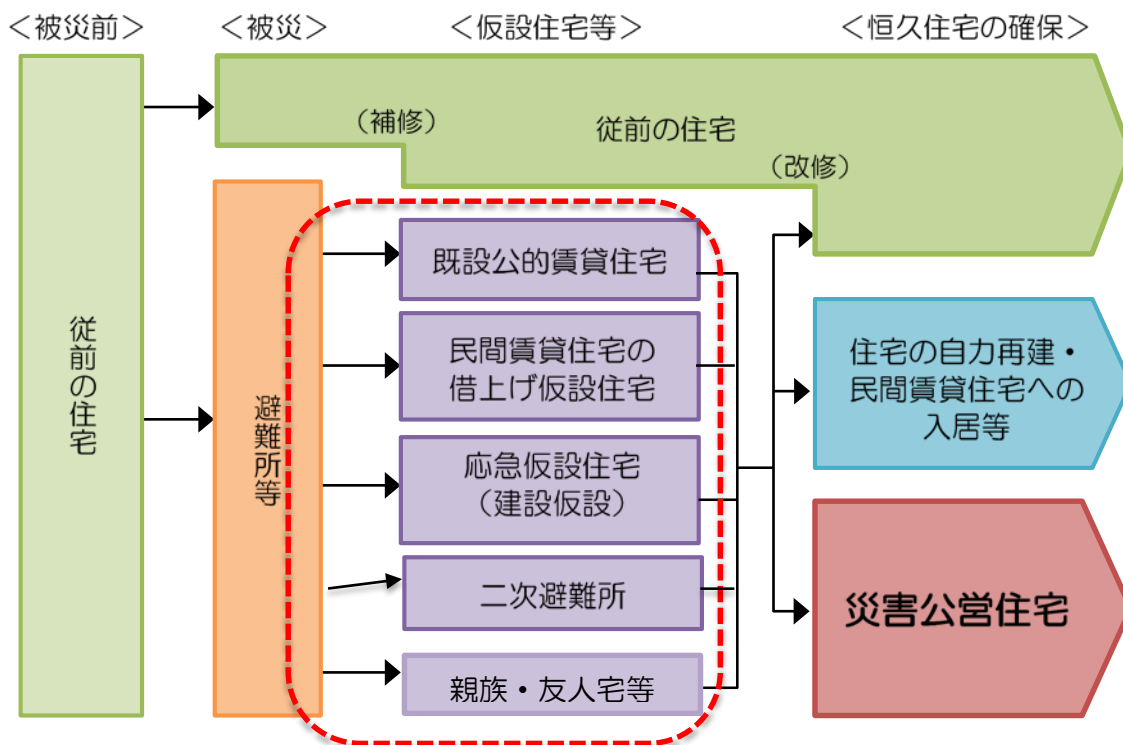 ＜被災前＞
＜被災＞
＜仮設住宅等＞
＜恒久住宅の確保＞
従前の住宅
（補修）
従前の住宅
（改修）
避難所等
既設公的賃貸住宅
民間賃貸住宅の
借上げ仮設住宅
応急仮設住宅
（建設仮設）
二次避難所
親族・友人宅等
住宅の自力再建・
民間賃貸住宅への
入居等
災害公営住宅